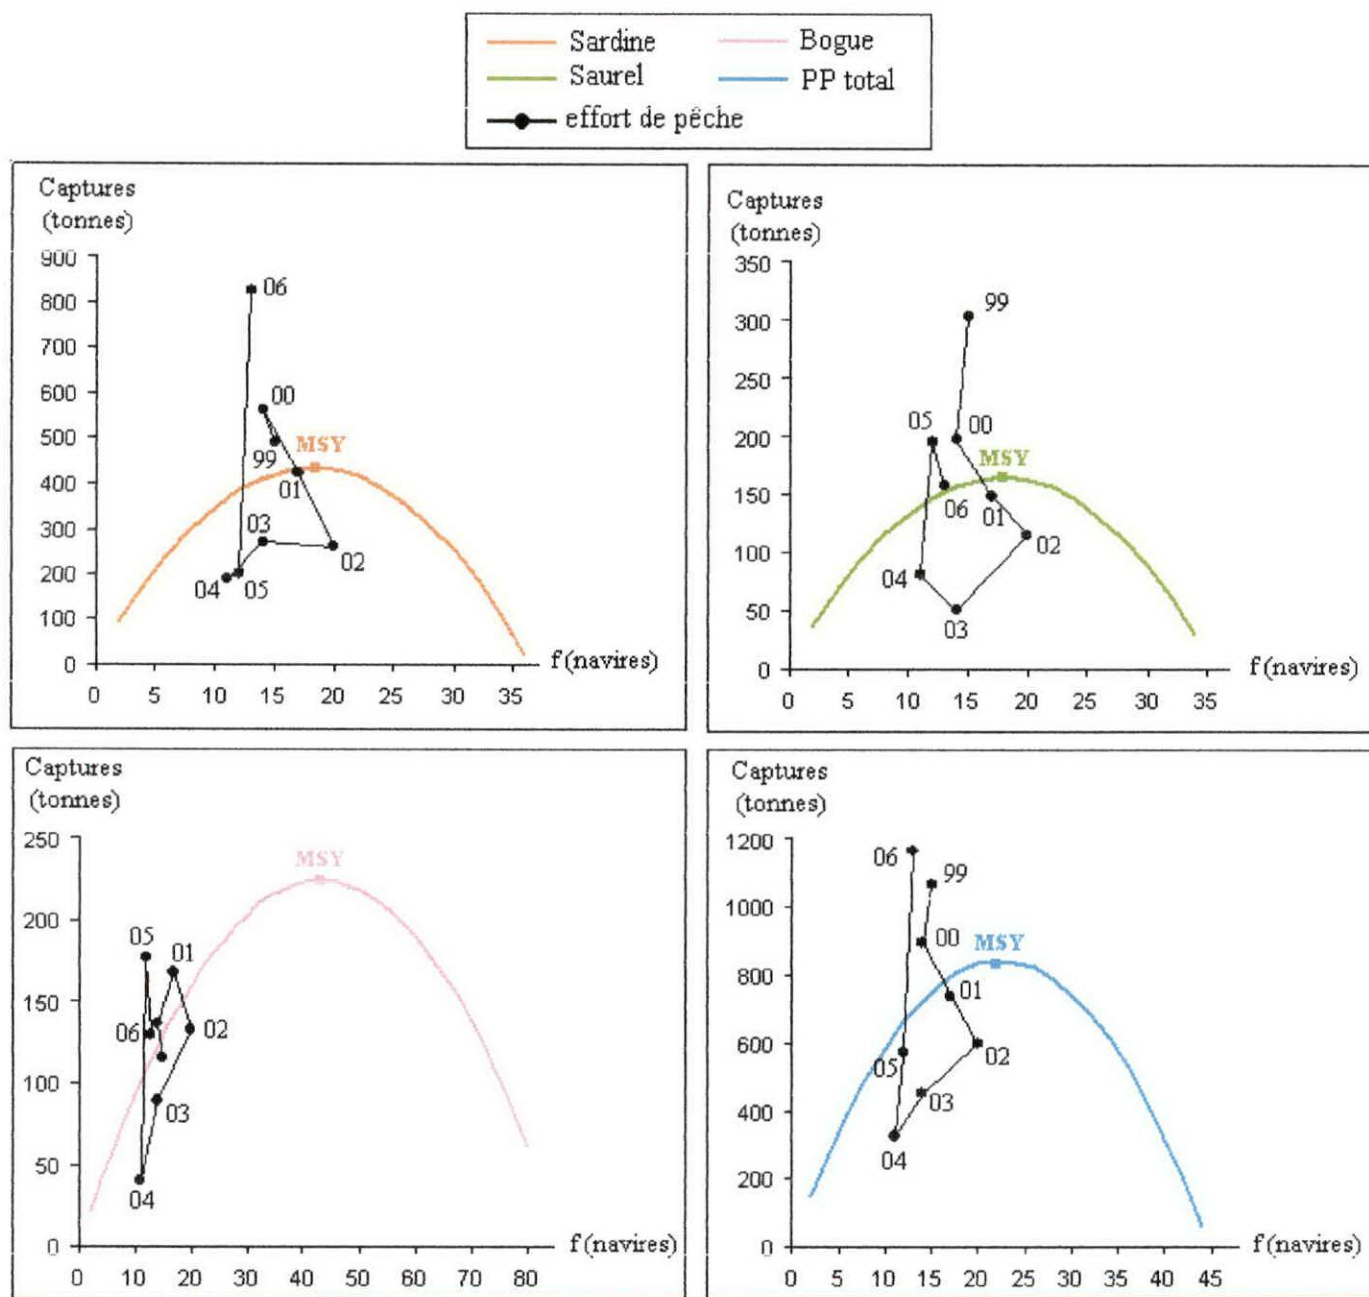 Sardine Bogue
Saurel PP total
effort de pêche
Captures
(tonnes)
900
800
700
600
500
400
300
200
100
0
06
00
MSY
99
01
03
02
04
05
f (navires)
0 5 10 15 20 25 30 35
Captures
(tonnes)
350
300
250
200
150
100
50
0
99
05
00
MSY
06
01
02
04
03
f (navires)
0 5 10 15 20 25 30 35
Captures
(tonnes)
250
200
150
100
50
0
MSY
05
01
06
02
03
04
f (navires)
0 10 20 30 40 50 60 70 80
Captures
(tonnes)
1200
1000
800
600
400
200
0
06
99
00
MSY
01
02
05
03
04
f (navires)
0 5 10 15 20 25 30 35 40 45